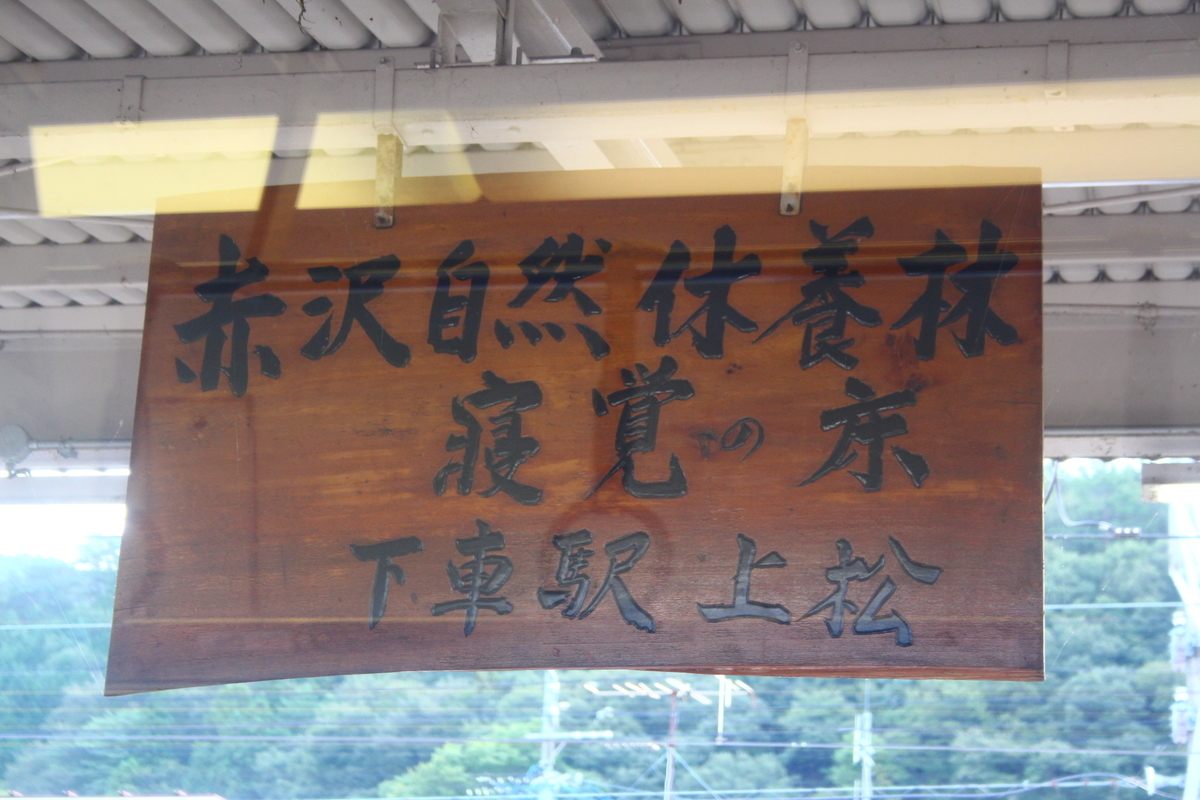 赤沢自然休養林
寝覚の床
下車駅 上松